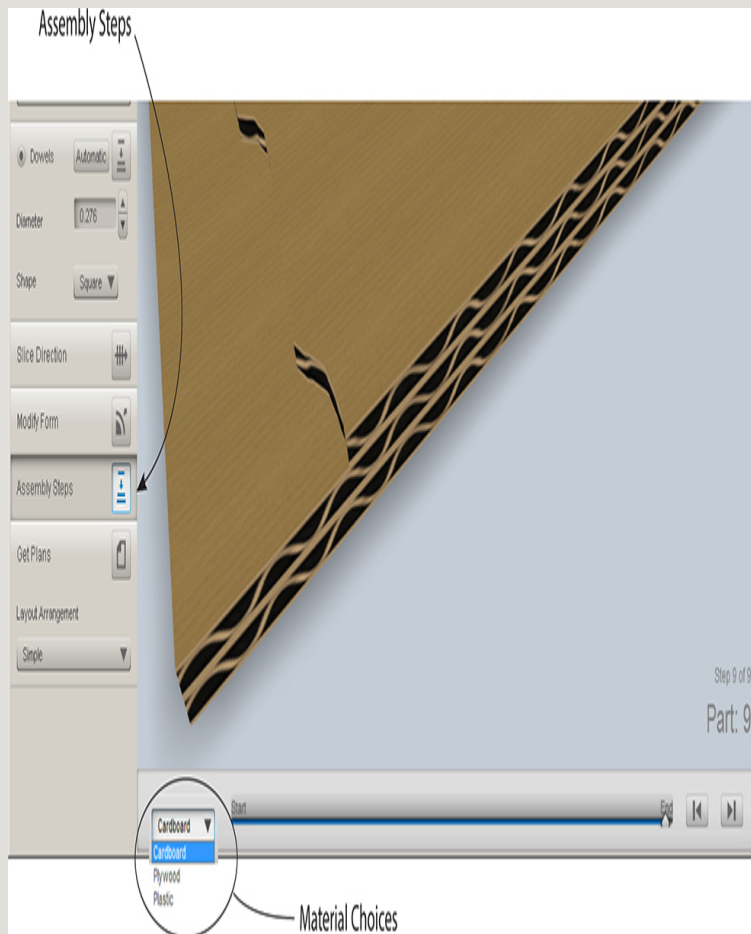 Assembly Steps
Dowels
Automatic
Diameter
0.276
Shape
Square
Slice Direction
Modify Form
Assembly Steps
Get Plans
Layout Arrangement
Simple
Step 9 of 9
Part: 9
Cardboard
Start
End
Cardboard
Plywood
Plastic
Material Choices